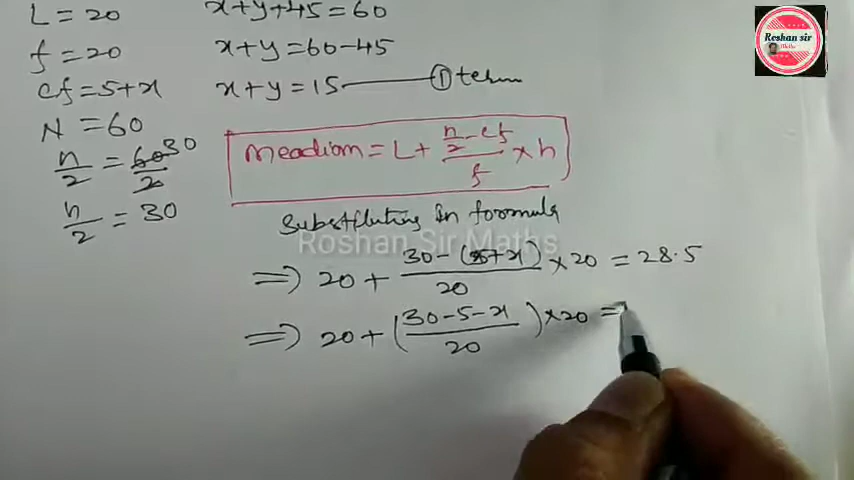 L = 20
x+y+45=60
f = 20
x+y=60-45
cf=5+x
x+y=15 ① term
N = 60
n/2 = 60/2 30
Meadian = L + (n/2 - cf)/f × h
n/2 = 30
Substituting in formula
Roshan Sir Maths
⇒ 20 + (30-(5+x))/20 ×20 = 28.5
⇒ 20 + (30-5-x/20) ×20 =
Roshan sir
Maths